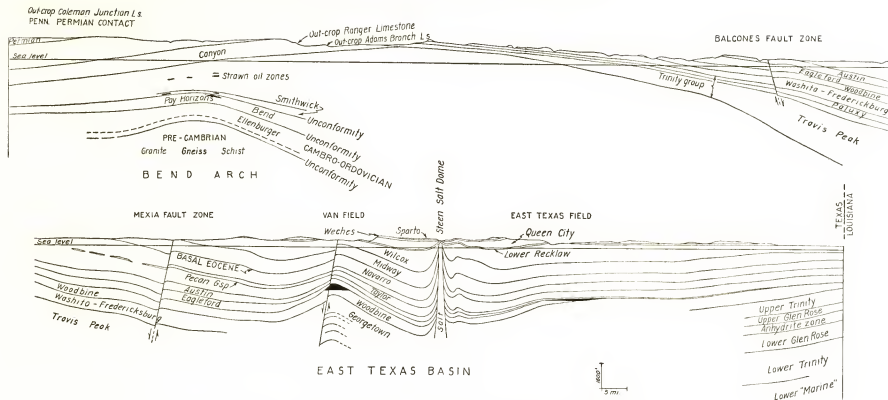 Out-crop Coleman Junction Ls.
PENN. PERMIAN CONTACT
Permian
Sea level
Canyon
Out-crop Ranger Limestone
Out-crop Adams Branch Ls
Strawn oil zones
Pay Horizons
Smithwick
Bend
Unconformity
Ellenburger
Unconformity
CAMBRO-ORDOVICIAN
Unconformity
PRE-CAMBRIAN
Granite Gneiss Schist
BEND ARCH
BALCONES FAULT ZONE
Trinity group
Austin
Eagleford Woodbine
Washita-Fredericksburg
Paluxy
Travis Peak
MEXIA FAULT ZONE
VAN FIELD
Steen Salt Dome
EAST TEXAS FIELD
TEXAS
LOUISIANA
Weches
Sparta
Queen City
Sea level
Lower Recklaw
BASAL EOCENE
Pecan Gap
Austin
Eagleford
Woodbine
Washita-Fredericksburg
Travis Peak
Wilcox
Midway
Navarro
Taylor
Woodbine
Georgetown
Salt
Upper Trinity
Upper Glen Rose
Anhydrite zone
Lower Glen Rose
Lower Trinity
Lower "Marine"
5 mi
EAST TEXAS BASIN